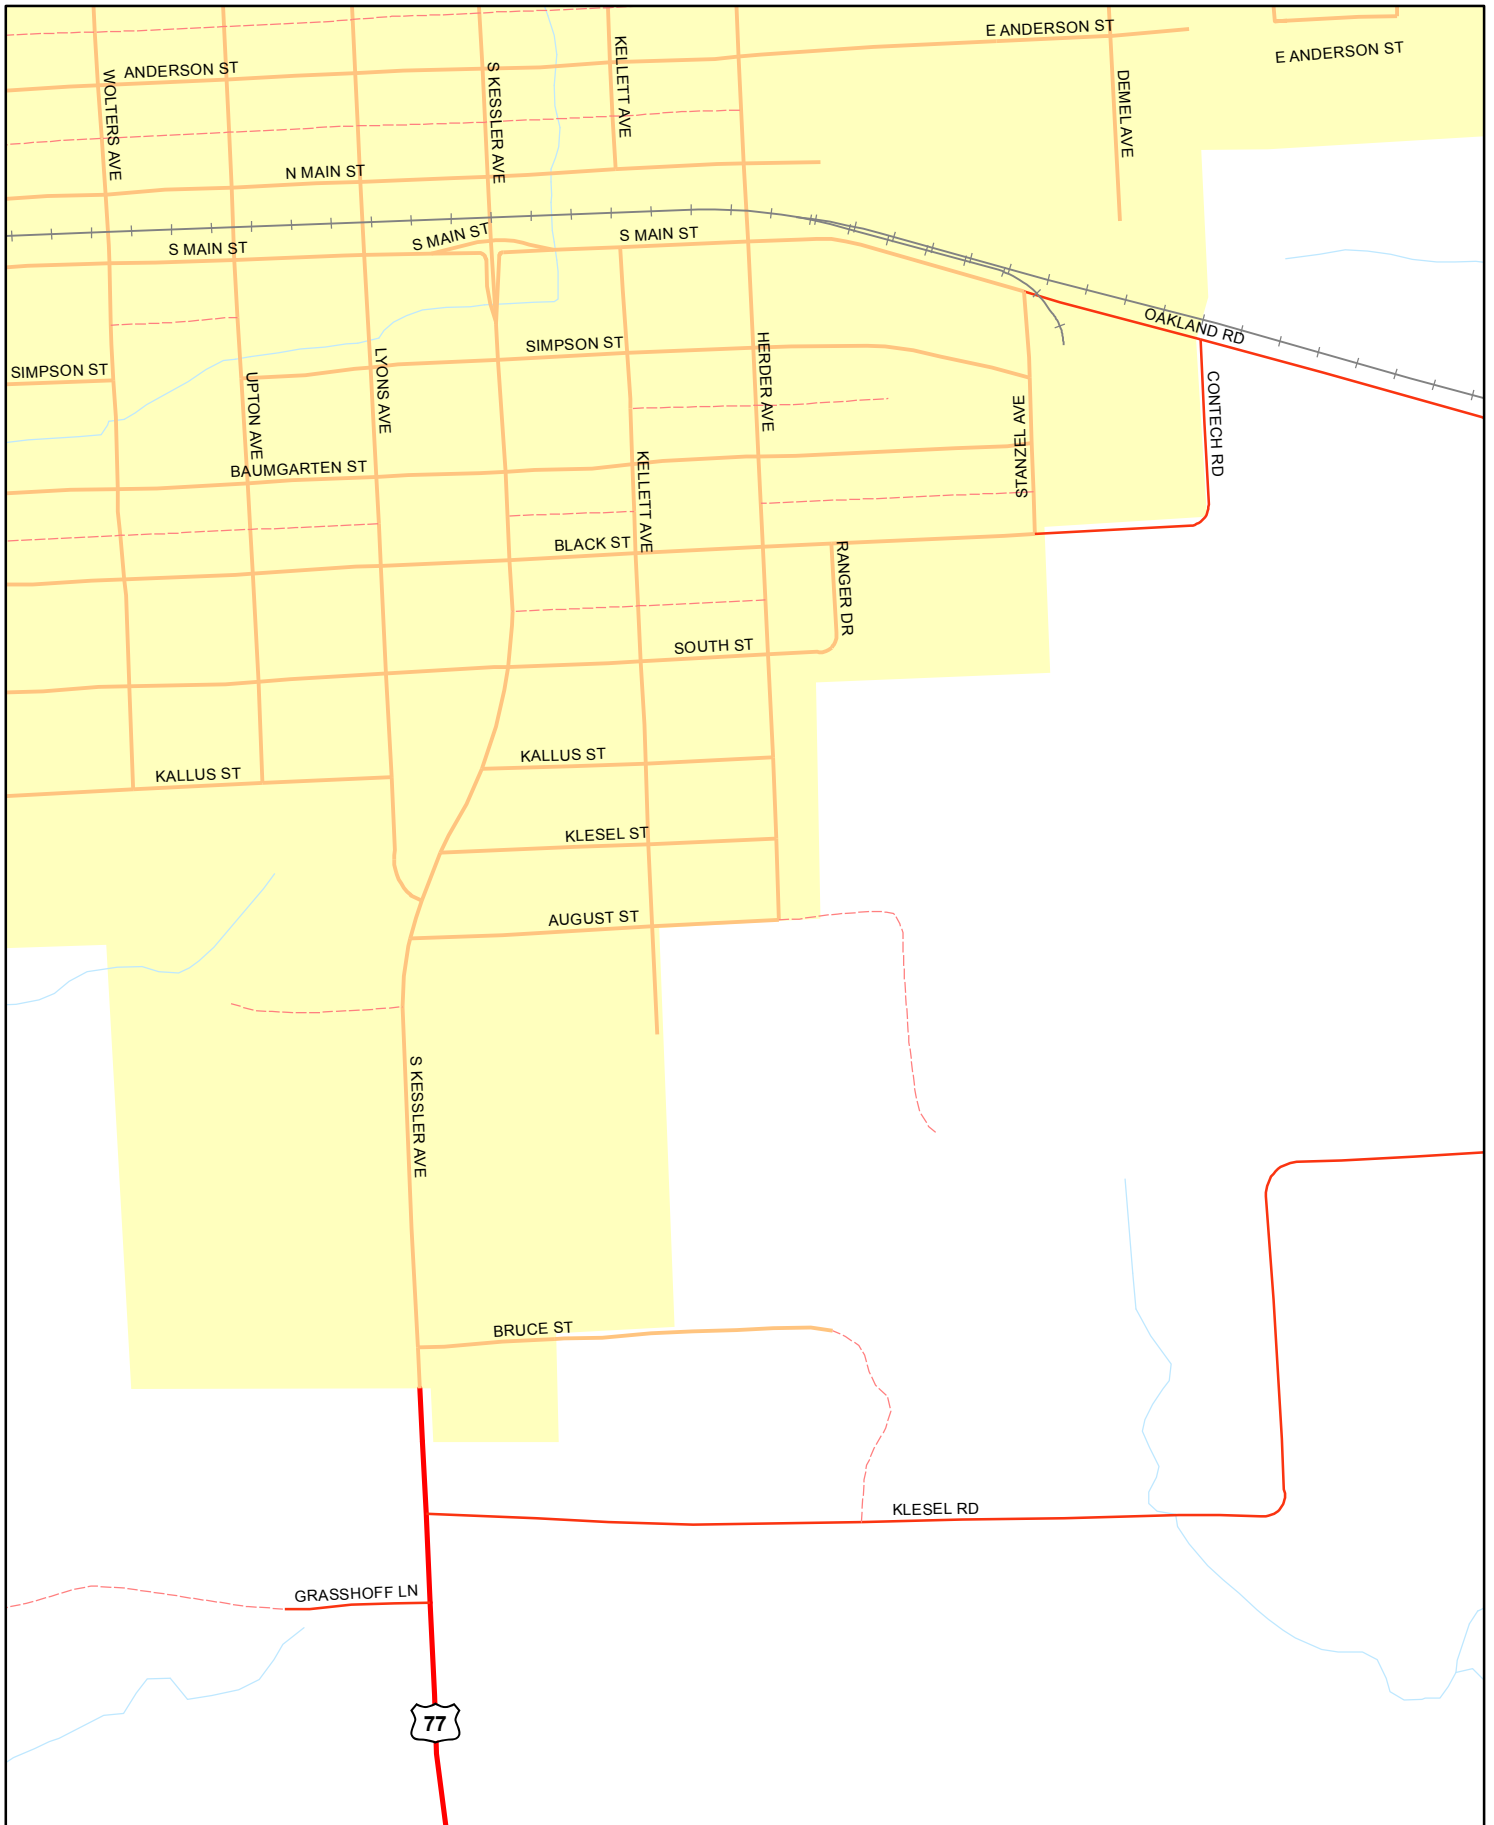 E ANDERSON ST
E ANDERSON ST
ANDERSON ST
WOLTERS AVE
S KESSLER AVE
KELLETT AVE
DEMEL AVE
N MAIN ST
S MAIN ST
S MAIN ST
S MAIN ST
OAKLAND RD
SIMPSON ST
SIMPSON ST
UPTON AVE
LYONS AVE
HERDER AVE
STANZEL AVE
CONTECH RD
BAUMGARTEN ST
KELLETT AVE
BLACK ST
RANGER DR
SOUTH ST
KALLUS ST
KALLUS ST
KLESEL ST
AUGUST ST
S KESSLER AVE
BRUCE ST
KLESEL RD
GRASSHOFF LN
77